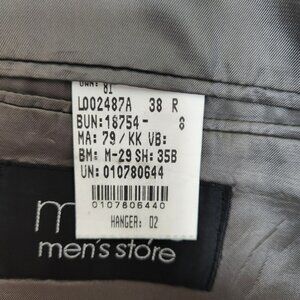 L002487A 38 R
BUN:16754- 8
MA: 79/KK VB:
BM: M-29 SH: 35B
UN: 010780644
0107806440
HANGER: 02
men's store